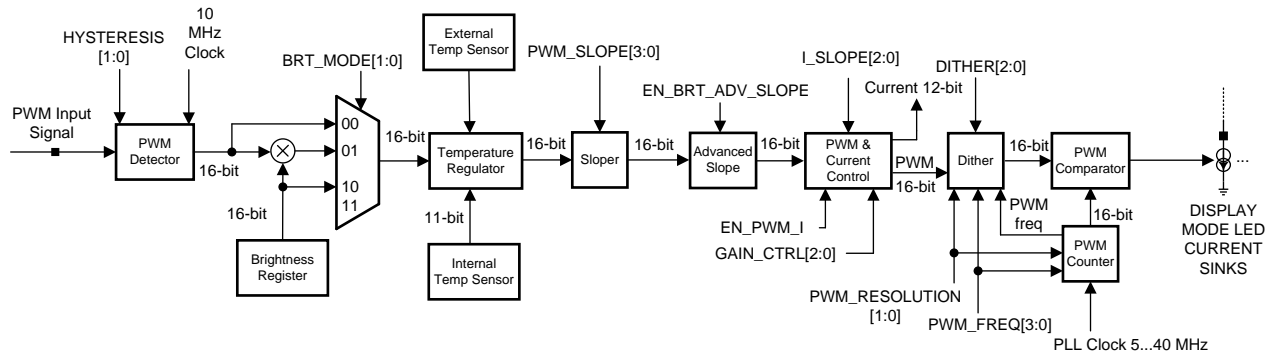 10
MHz
Clock
HYSTERESIS
[1:0]
BRT_MODE[1:0]
External
Temp Sensor
PWM_SLOPE[3:0]
I_SLOPE[2:0]
DITHER[2:0]
EN_BRT_ADV_SLOPE
Current 12-bit
PWM Input
Signal
PWM
Detector
16-bit
00
01
10
11
16-bit
Temperature
Regulator
16-bit
Sloper
16-bit
Advanced
Slope
16-bit
PWM &
Current
Control
PWM
16-bit
Dither
16-bit
PWM
Comparator
...
16-bit
Brightness
Register
11-bit
Internal
Temp Sensor
EN_PWM_I
GAIN_CTRL[2:0]
PWM
freq
16-bit
PWM
Counter
DISPLAY
MODE LED
CURRENT
SINKS
PWM_RESOLUTION
[1:0]
PWM_FREQ[3:0]
PLL Clock 5...40 MHz